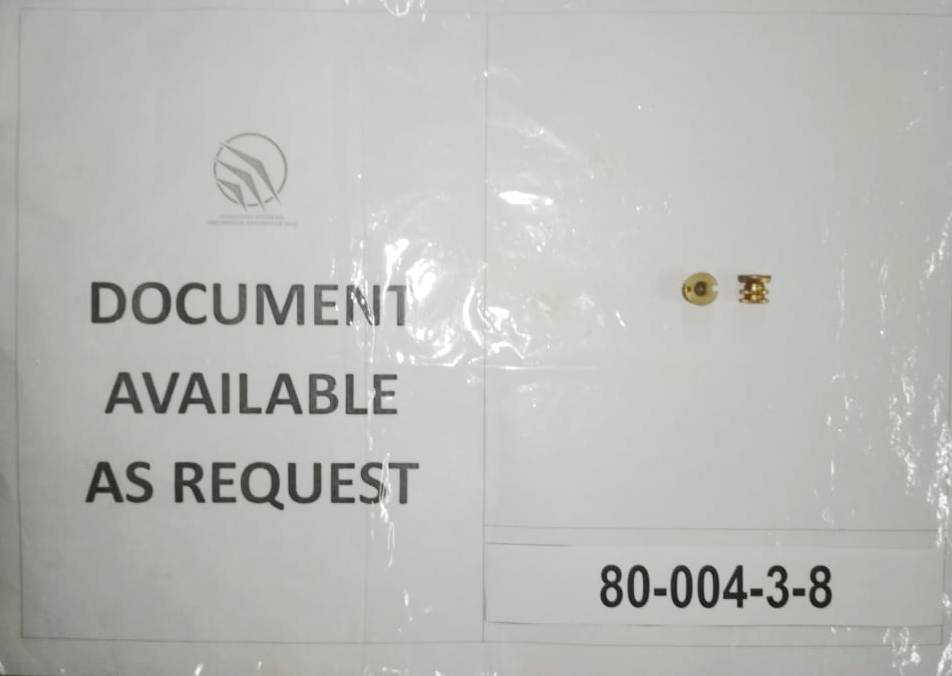 DOCUMENT
AVAILABLE
AS REQUEST
80-004-3-8